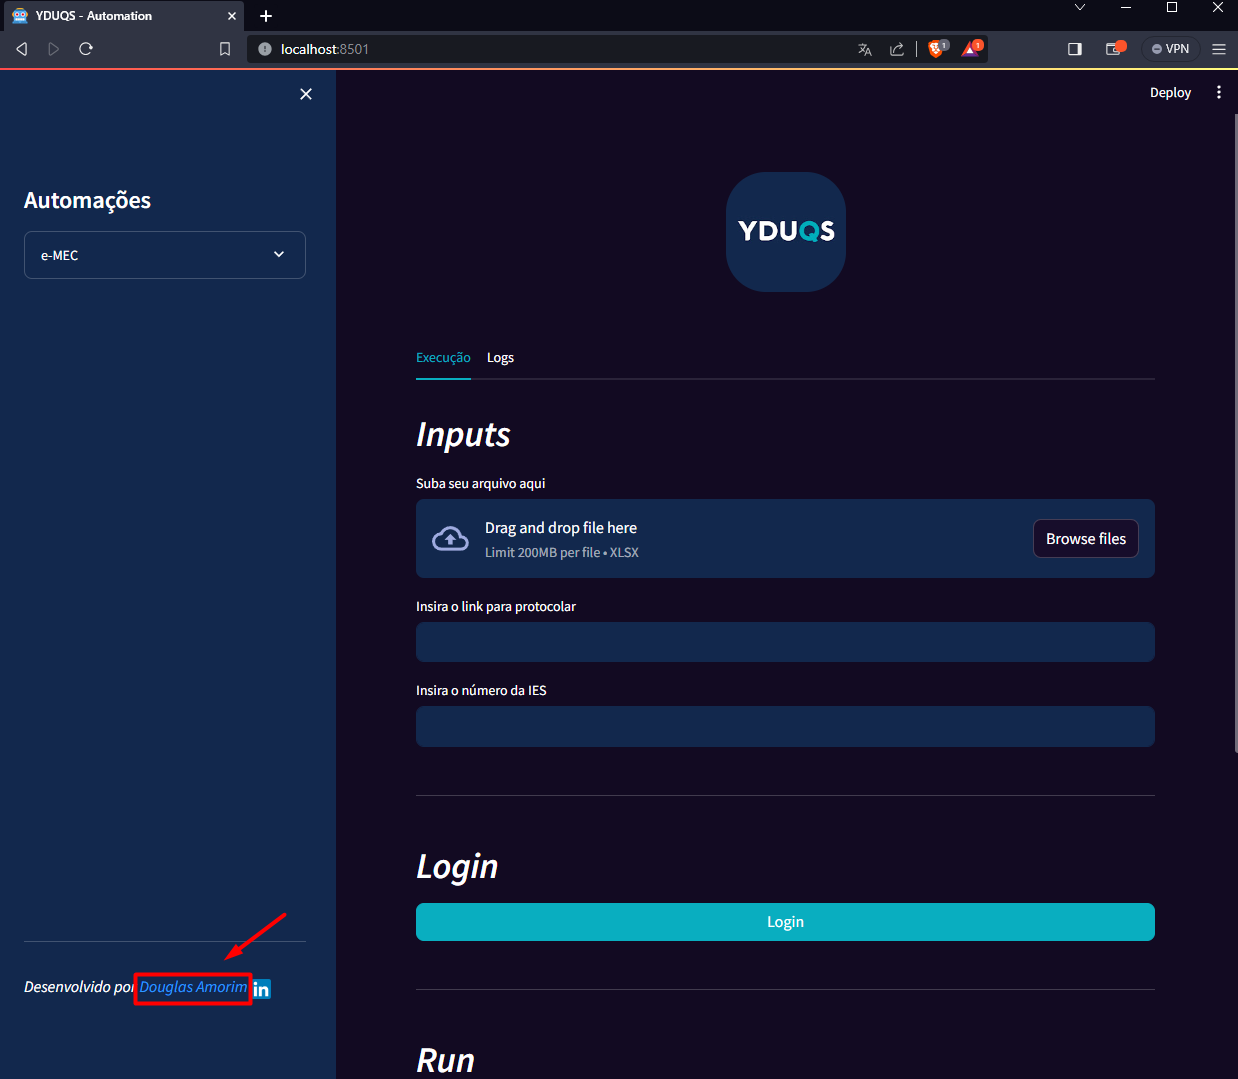 YDUQS - Automation
localhost:8501
1
1
VPN
Deploy
Automações
e-MEC
YDUQS
Execução
Logs
Inputs
Suba seu arquivo aqui
Drag and drop file here
Limit 200MB per file • XLSX
Browse files
Insira o link para protocolar
Insira o número da IES
Login
Login
Desenvolvido por Douglas Amorim in
Run